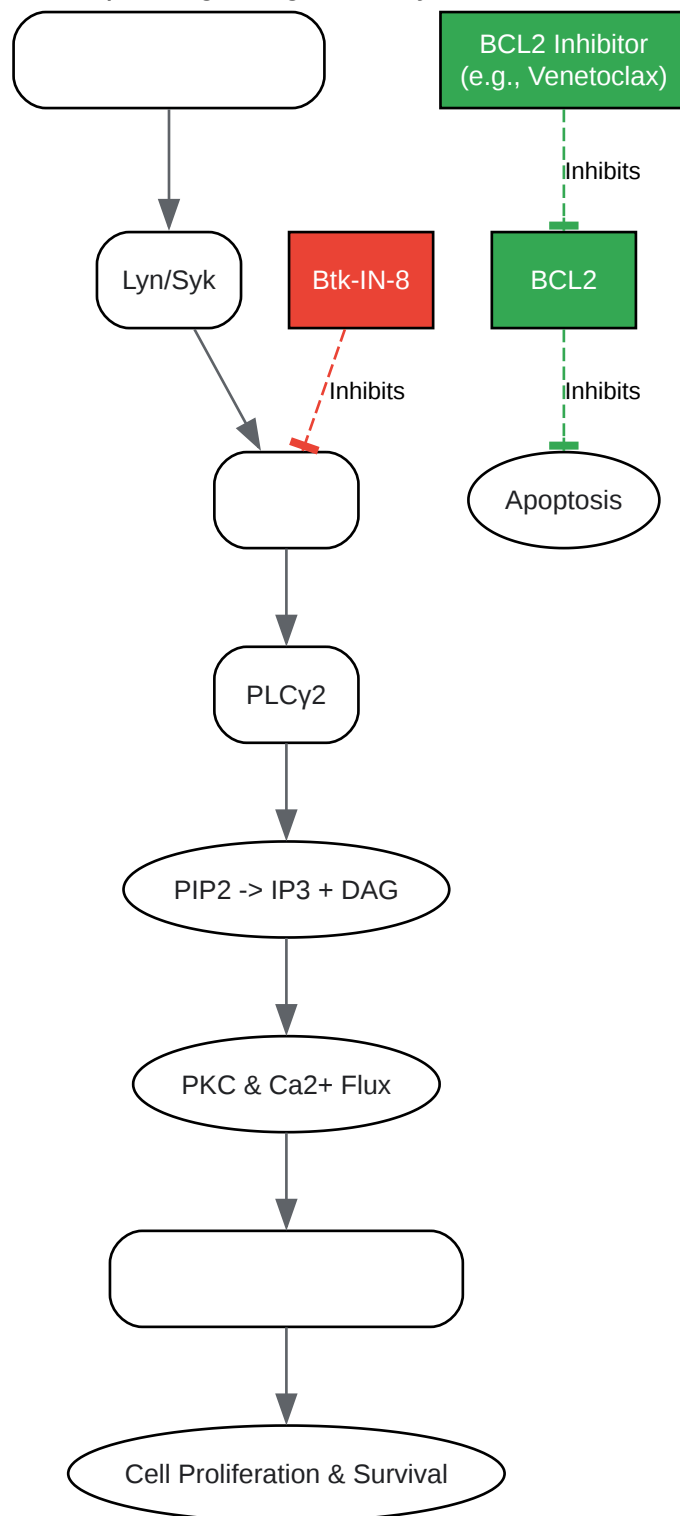 BCL2 Inhibitor
(e.g., Venetoclax)
Inhibits
Lyn/Syk
Btk-IN-8
BCL2
Inhibits
Inhibits
Apoptosis
PLCγ2
PIP2 -> IP3 + DAG
PKC & Ca2+ Flux
Cell Proliferation & Survival